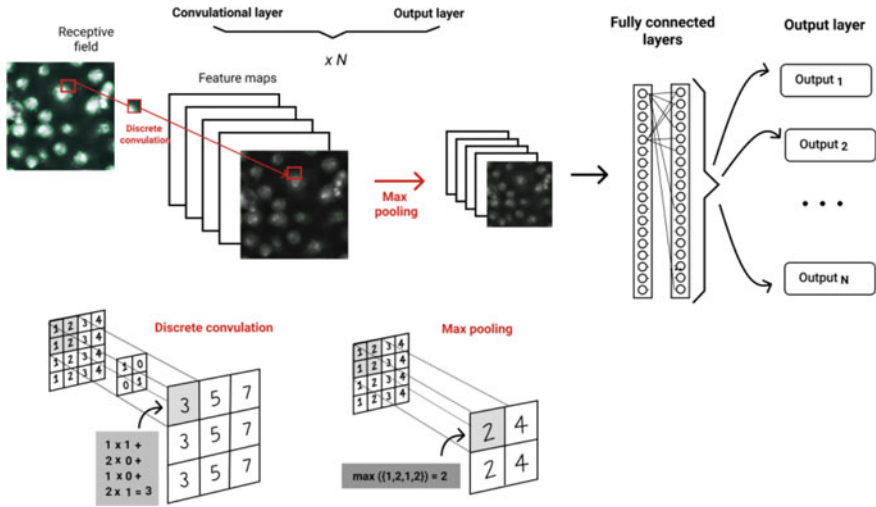 Convulational layer
Output layer
x N
Receptive
field
Feature maps
Discrete
convulation
Max
pooling
Fully connected
layers
Output layer
Output 1
Output 2
• • •
Output N
Discrete convulation
1 2 3 4
1 2 3 4
1 2 3 4
1 2 3 4
1 0
0 1
3 5 7
3 5 7
3 5 7
1 x 1 +
2 x 0 +
1 x 0 +
2 x 1 = 3
Max pooling
1 2 3 4
1 2 3 4
1 2 3 4
1 2 3 4
2 4
2 4
max ({1,2,1,2}) = 2